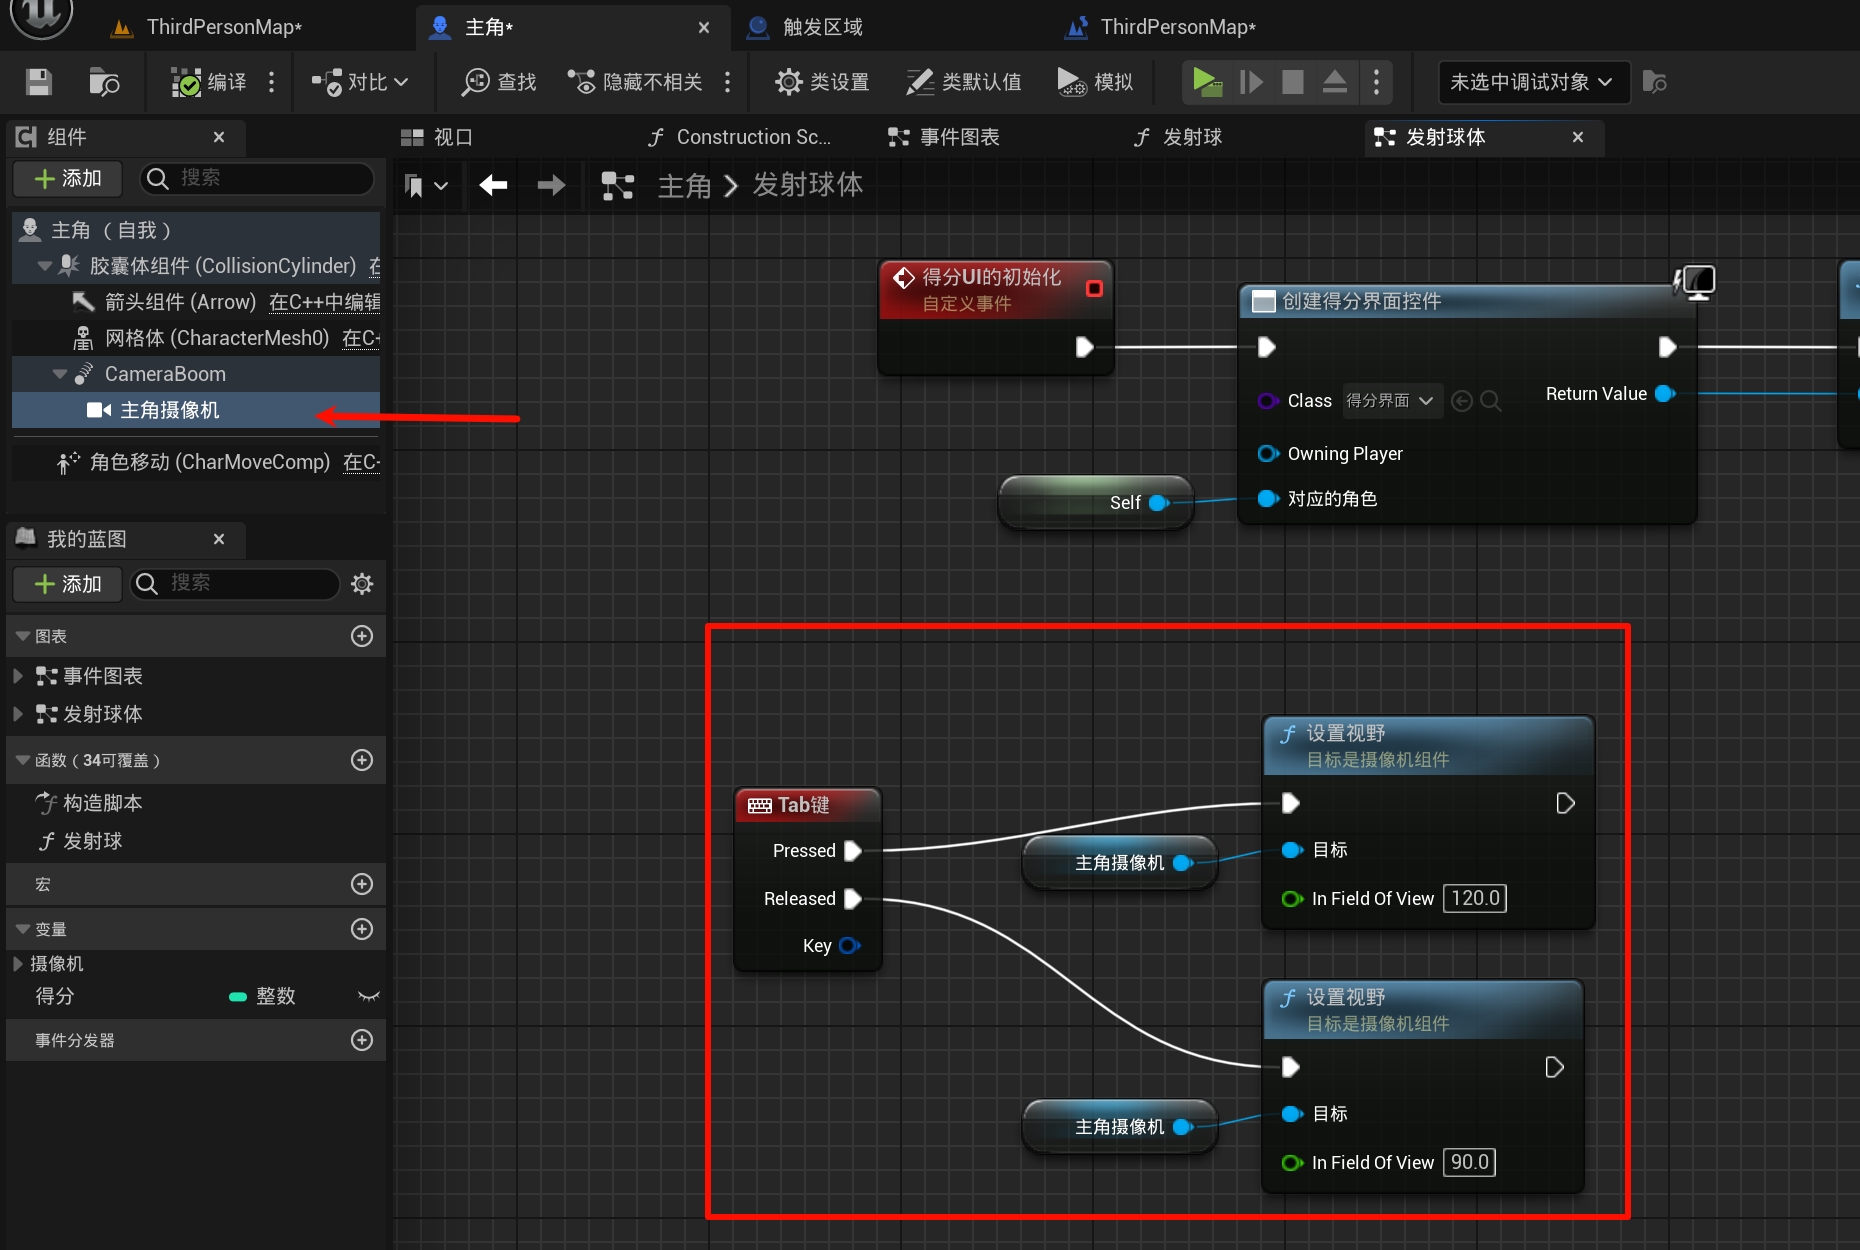 ThirdPersonMap*
主角*
触发区域
ThirdPersonMap*
编译
对比
查找
隐藏不相关
类设置
类默认值
模拟
未选中调试对象
组件
视口
Construction Sc...
事件图表
发射球
发射球体
添加
搜索
主角 > 发射球体
主角 （自我）
胶囊体组件 (CollisionCylinder) 在
箭头组件 (Arrow) 在C++中编辑
网格体 (CharacterMesh0) 在C+
CameraBoom
主角摄像机
角色移动 (CharMoveComp) 在C-
我的蓝图
添加
搜索
图表
事件图表
发射球体
函数（34可覆盖）
构造脚本
发射球
宏
变量
摄像机
得分
整数
事件分发器
得分UI的初始化
自定义事件
创建得分界面控件
Class 得分界面
Return Value
Owning Player
对应的角色
Self
Tab键
Pressed
Released
Key
主角摄像机
设置视野
目标是摄像机组件
目标
In Field Of View 120.0
主角摄像机
设置视野
目标是摄像机组件
目标
In Field Of View 90.0